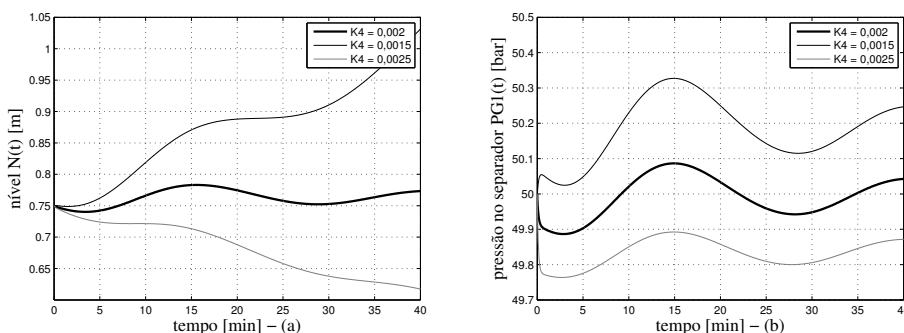 1.05
1
0.95
0.9
0.85
0.8
0.75
0.7
0.65
0 5 10 15 20 25 30 35 40
nível N(t) [m]
tempo [min] − (a)
K4 = 0,002
K4 = 0,0015
K4 = 0,0025
50.5
50.4
50.3
50.2
50.1
50
49.9
49.8
49.7
0 5 10 15 20 25 30 35 40
pressão no separador PG1(t) [bar]
tempo [min] − (b)
K4 = 0,002
K4 = 0,0015
K4 = 0,0025